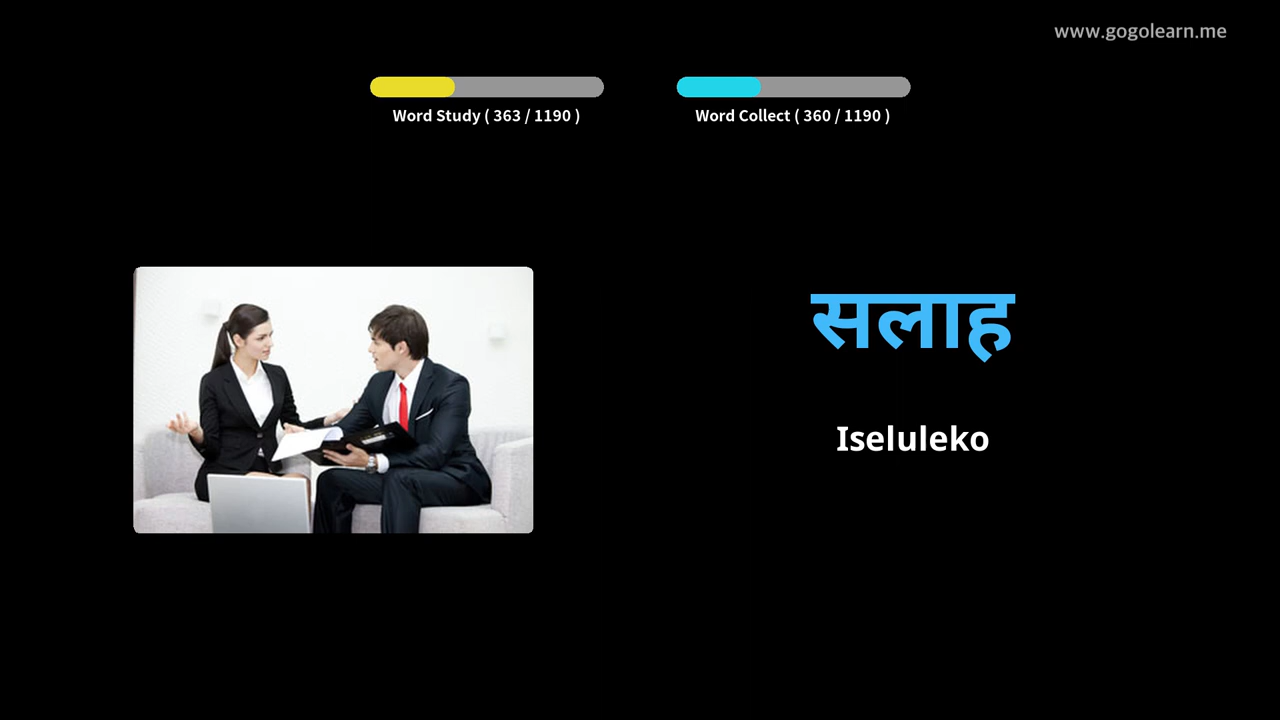 www.gogolearn.me
Word Study ( 363 / 1190 )
Word Collect ( 360 / 1190 )
सलाह
Iseluleko